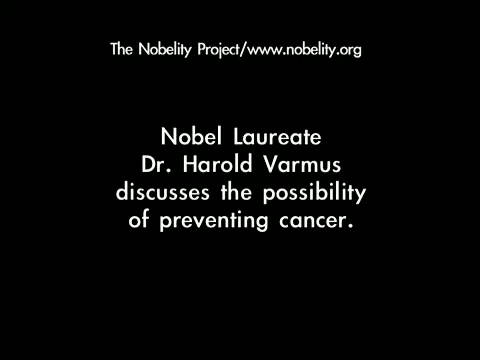 The Nobelity Project/www.nobelity.org
Nobel Laureate
Dr. Harold Varmus
discusses the possibility
of preventing cancer.